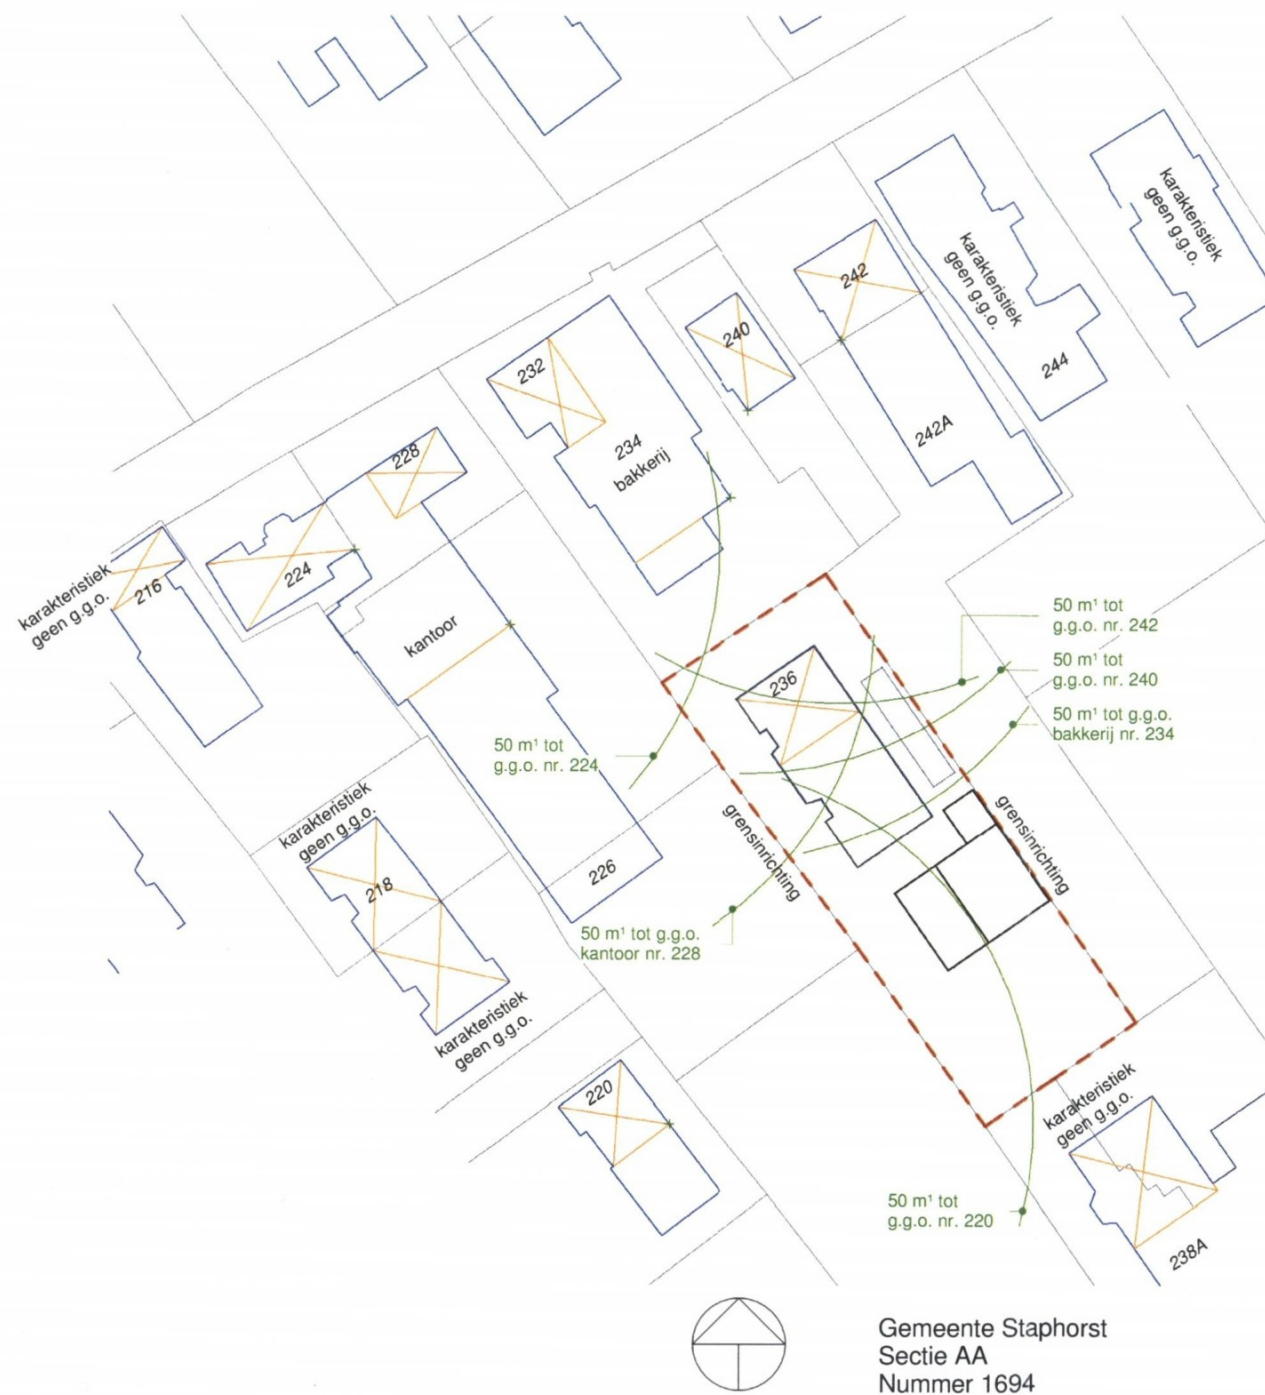 karakteristiek
geen g.g.o.
242
karakteristiek
geen g.g.o.
240
244
232
242A
234
bakkerij
228
karakteristiek
geen g.g.o.
216
224
kantoor
50 m¹ tot
g.g.o. nr. 242
50 m¹ tot
g.g.o. nr. 240
236
50 m¹ tot g.g.o.
bakkerij nr. 234
50 m¹ tot
g.g.o. nr. 224
karakteristiek
geen g.g.o.
grensinrichting
grensinrichting
218
226
50 m¹ tot g.g.o.
kantoor nr. 228
karakteristiek
geen g.g.o.
220
karakteristiek
geen g.g.o.
50 m¹ tot
g.g.o. nr. 220
238A
Gemeente Staphorst
Sectie AA
Nummer 1694